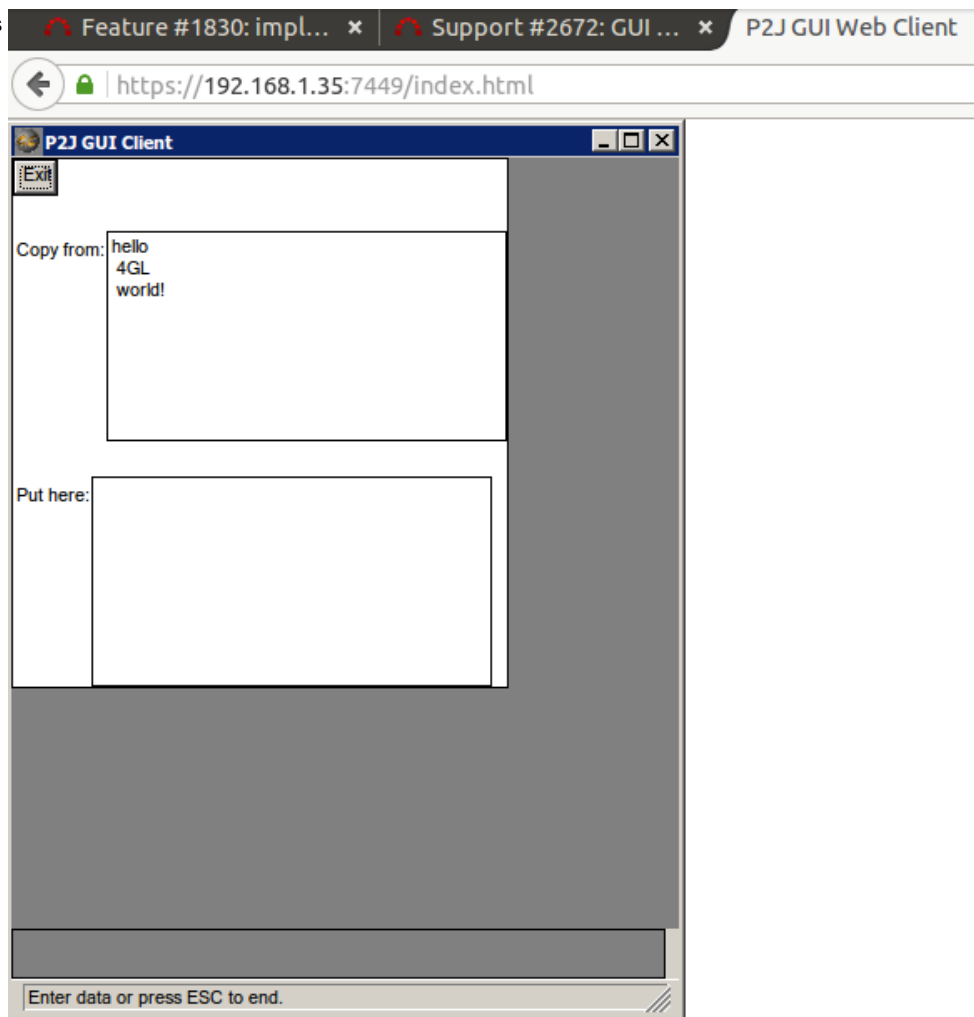 s
Feature #1830: impl... × Support #2672: GUI ... × P2J GUI Web Client
https://192.168.1.35:7449/index.html
P2J GUI Client
Exit
Copy from: hello
4GL
world!
Put here:
Enter data or press ESC to end.